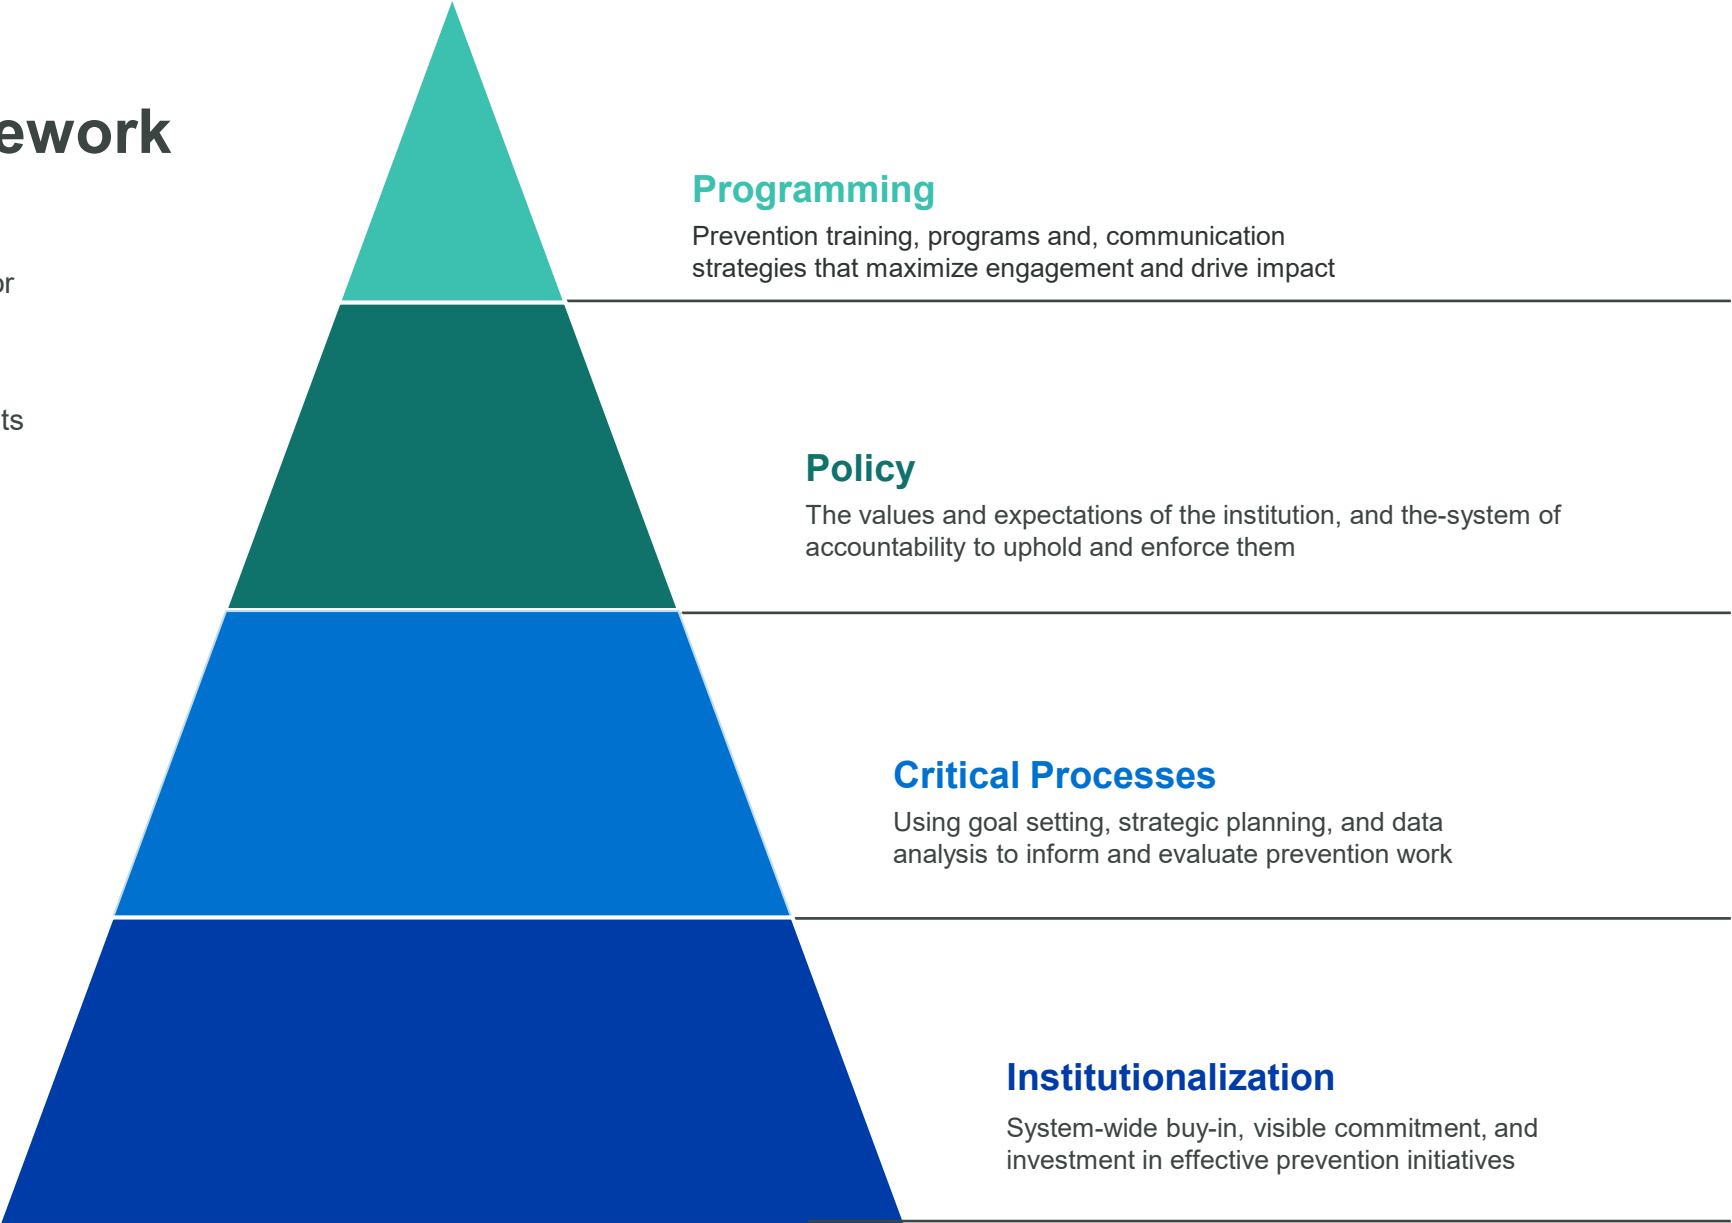 ework
or
ts
Programming
Prevention training, programs and, communication
strategies that maximize engagement and drive impact
Policy
The values and expectations of the institution, and the-system of
accountability to uphold and enforce them
Critical Processes
Using goal setting, strategic planning, and data
analysis to inform and evaluate prevention work
Institutionalization
System-wide buy-in, visible commitment, and
investment in effective prevention initiatives